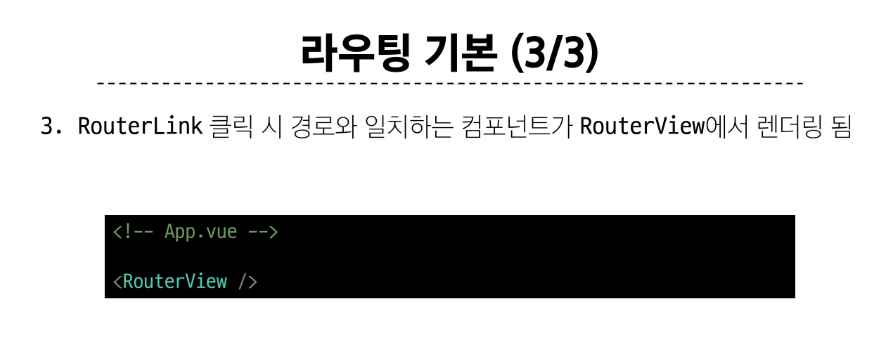 라우팅 기본 (3/3)
3. RouterLink 클릭 시 경로와 일치하는 컴포넌트가 RouterView에서 렌더링 됨
<!-- App.vue -->
<RouterView />